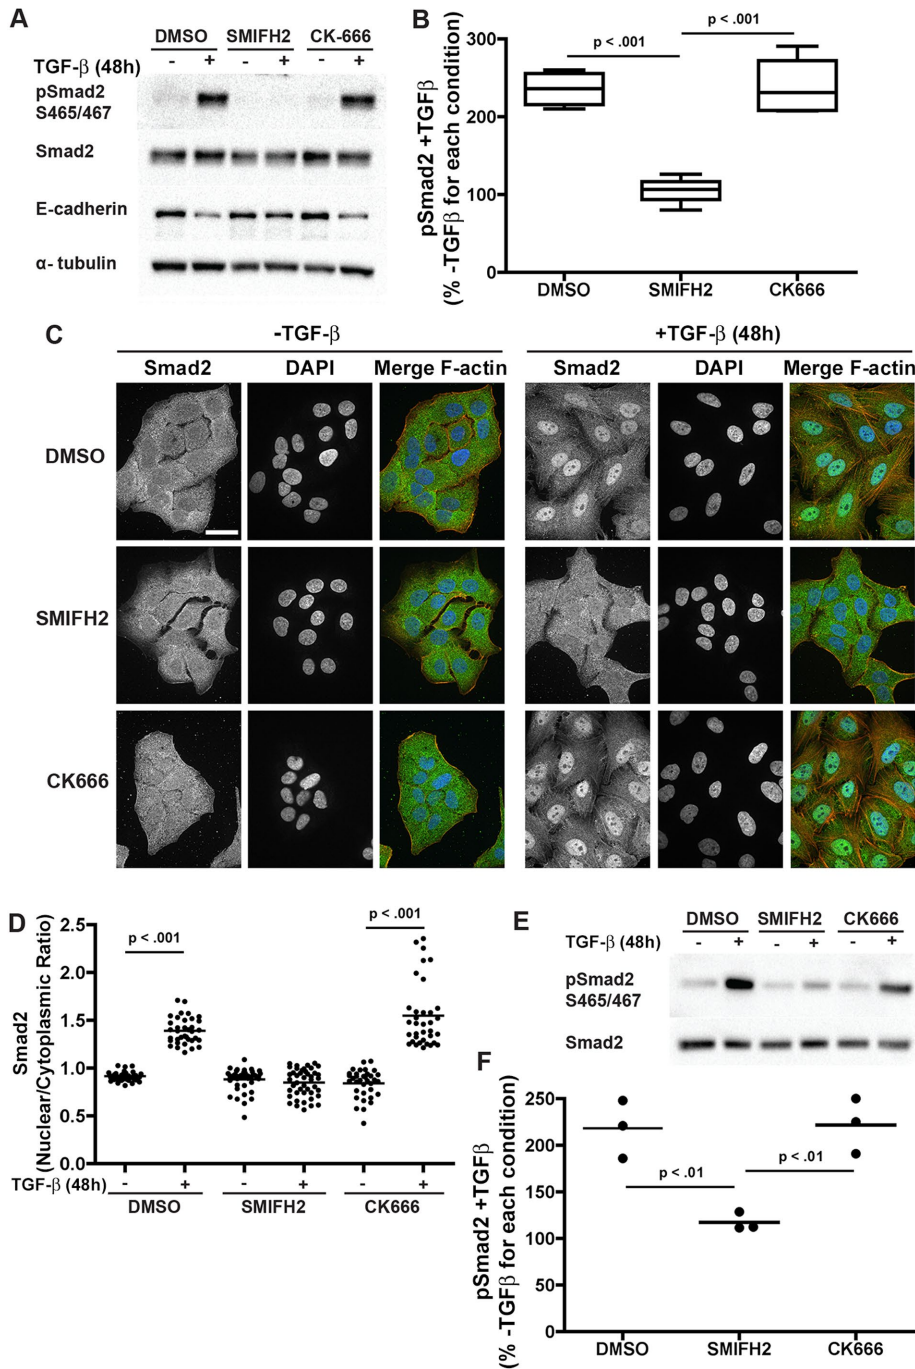 A
DMSO SMIFH2 CK-666
TGF-β (48h) - + - + - +
pSmad2
S465/467
Smad2
E-cadherin
α- tubulin
B
pSmad2 +TGFβ
(% -TGFβ for each condition)
300
200
100
0
p < .001
p < .001
DMSO SMIFH2 CK666
C
-TGF-β +TGF-β (48h)
Smad2 DAPI Merge F-actin Smad2 DAPI Merge F-actin
DMSO
SMIFH2
CK666
D
Smad2
(Nuclear/Cytoplasmic Ratio)
2.5
2.0
1.5
1.0
0.5
0.0
p < .001
p < .001
TGF-β (48h) - + - + - +
DMSO SMIFH2 CK666
E
DMSO SMIFH2 CK666
TGF-β (48h) - + - + - +
pSmad2
S465/467
Smad2
F
pSmad2 +TGFβ
(% -TGFβ for each condition)
250
200
150
100
50
0
p < .01
p < .01
DMSO SMIFH2 CK666